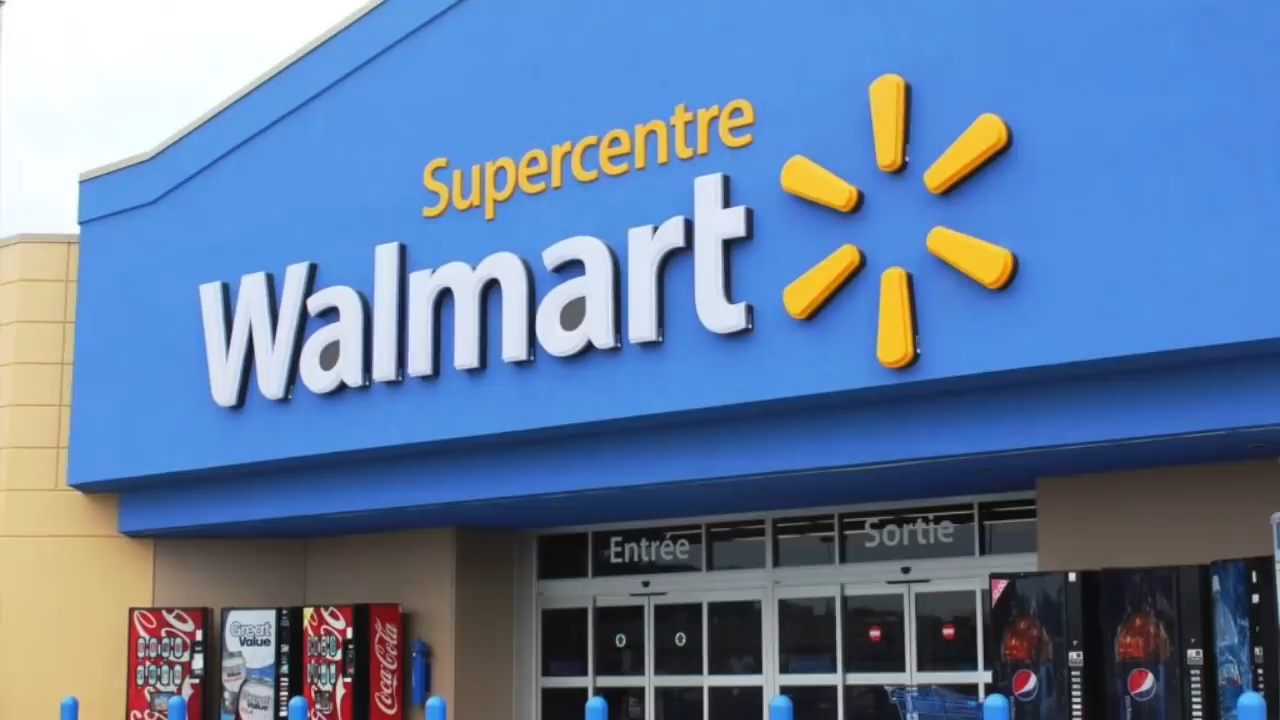 Supercentre
Walmart
Entrée
Sortie
Great
Value
Coca-Cola